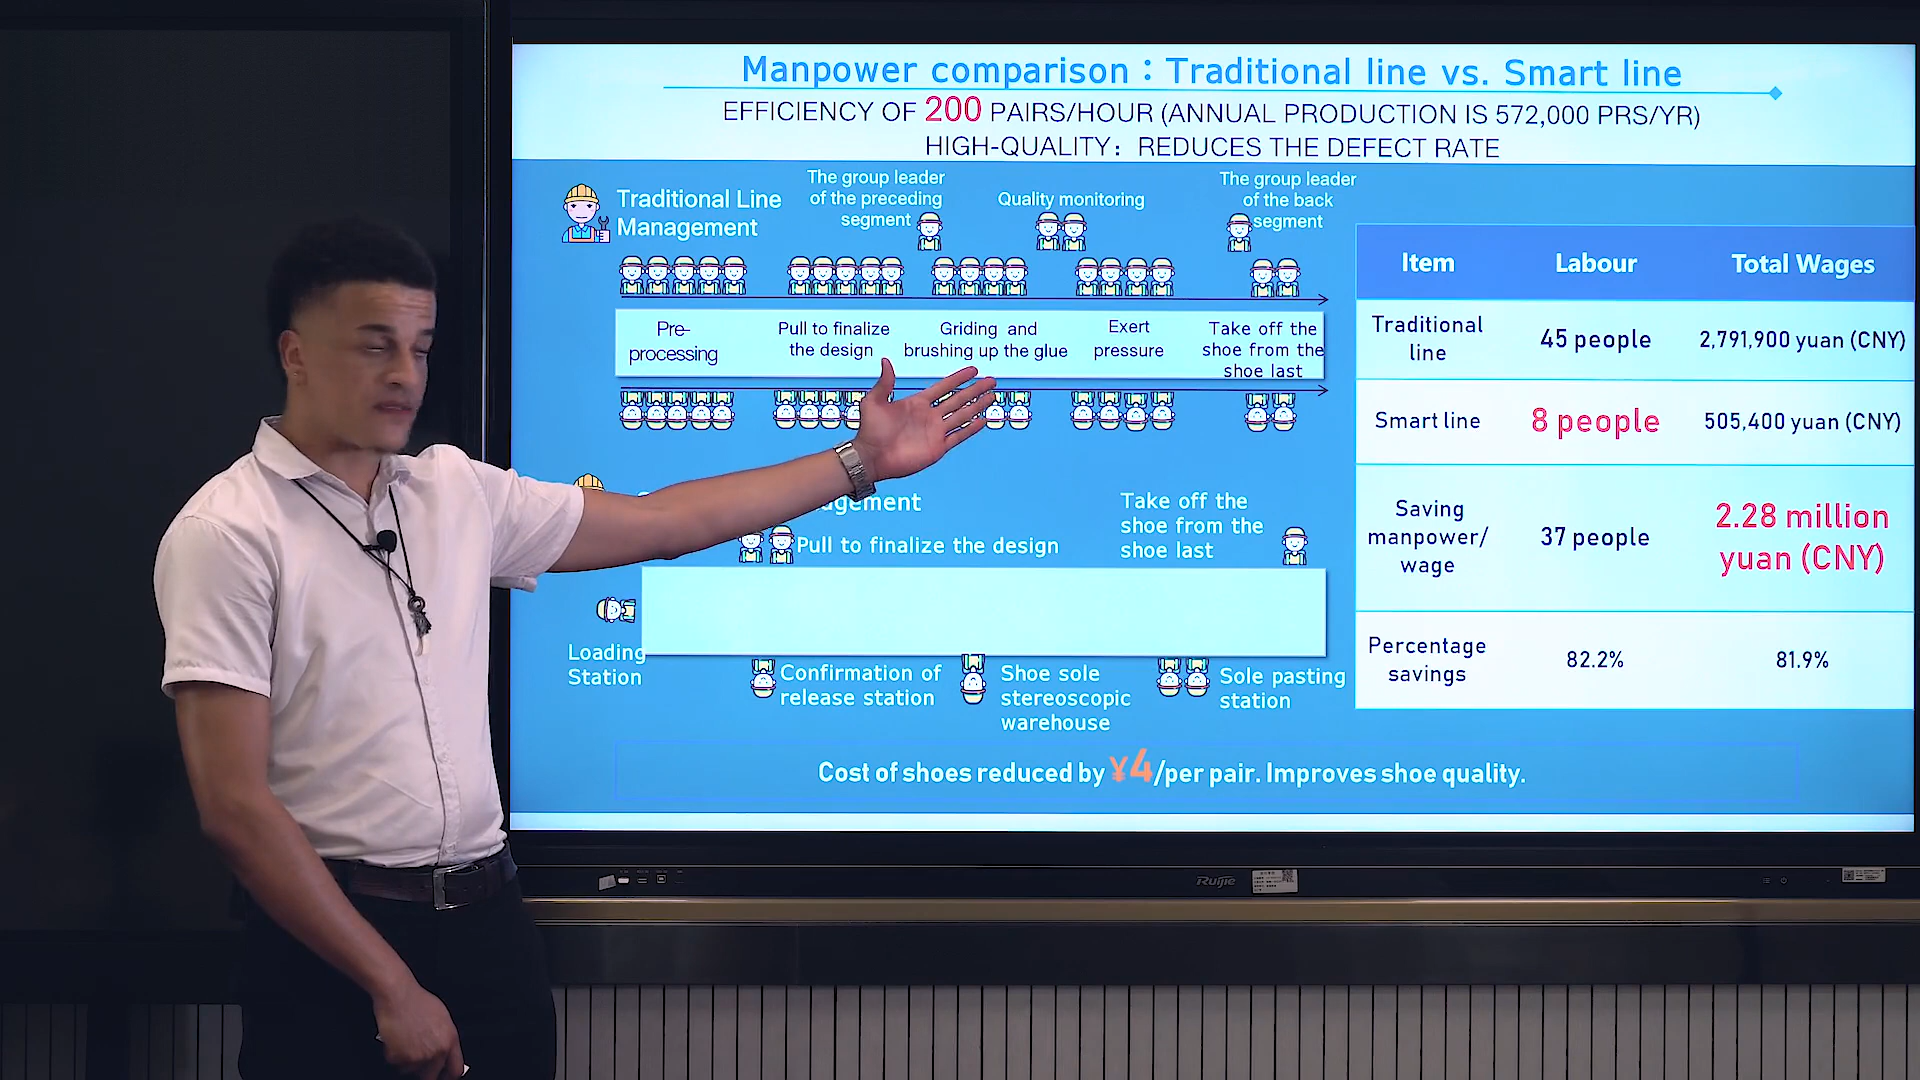 Manpower comparison：Traditional line vs. Smart line
EFFICIENCY OF 200 PAIRS/HOUR (ANNUAL PRODUCTION IS 572,000 PRS/YR)
HIGH-QUALITY： REDUCES THE DEFECT RATE
Traditional Line
Management
The group leader
of the preceding
segment
Quality monitoring
The group leader
of the back
segment
Pre-
processing
Pull to finalize
the design
Griding and
brushing up the glue
Exert
pressure
Take off the
shoe from the
shoe last
Pull to finalize the design
Take off the
shoe from the
shoe last
Loading
Station
Confirmation of
release station
Shoe sole
stereoscopic
warehouse
Sole pasting
station
Item Labour Total Wages
Traditional
line
45 people
2,791,900 yuan (CNY)
Smart line
8 people
505,400 yuan (CNY)
Saving
manpower/
wage
37 people
2.28 million
yuan (CNY)
Percentage
savings
82.2%
81.9%
Cost of shoes reduced by ¥4/per pair. Improves shoe quality.
Ruijie